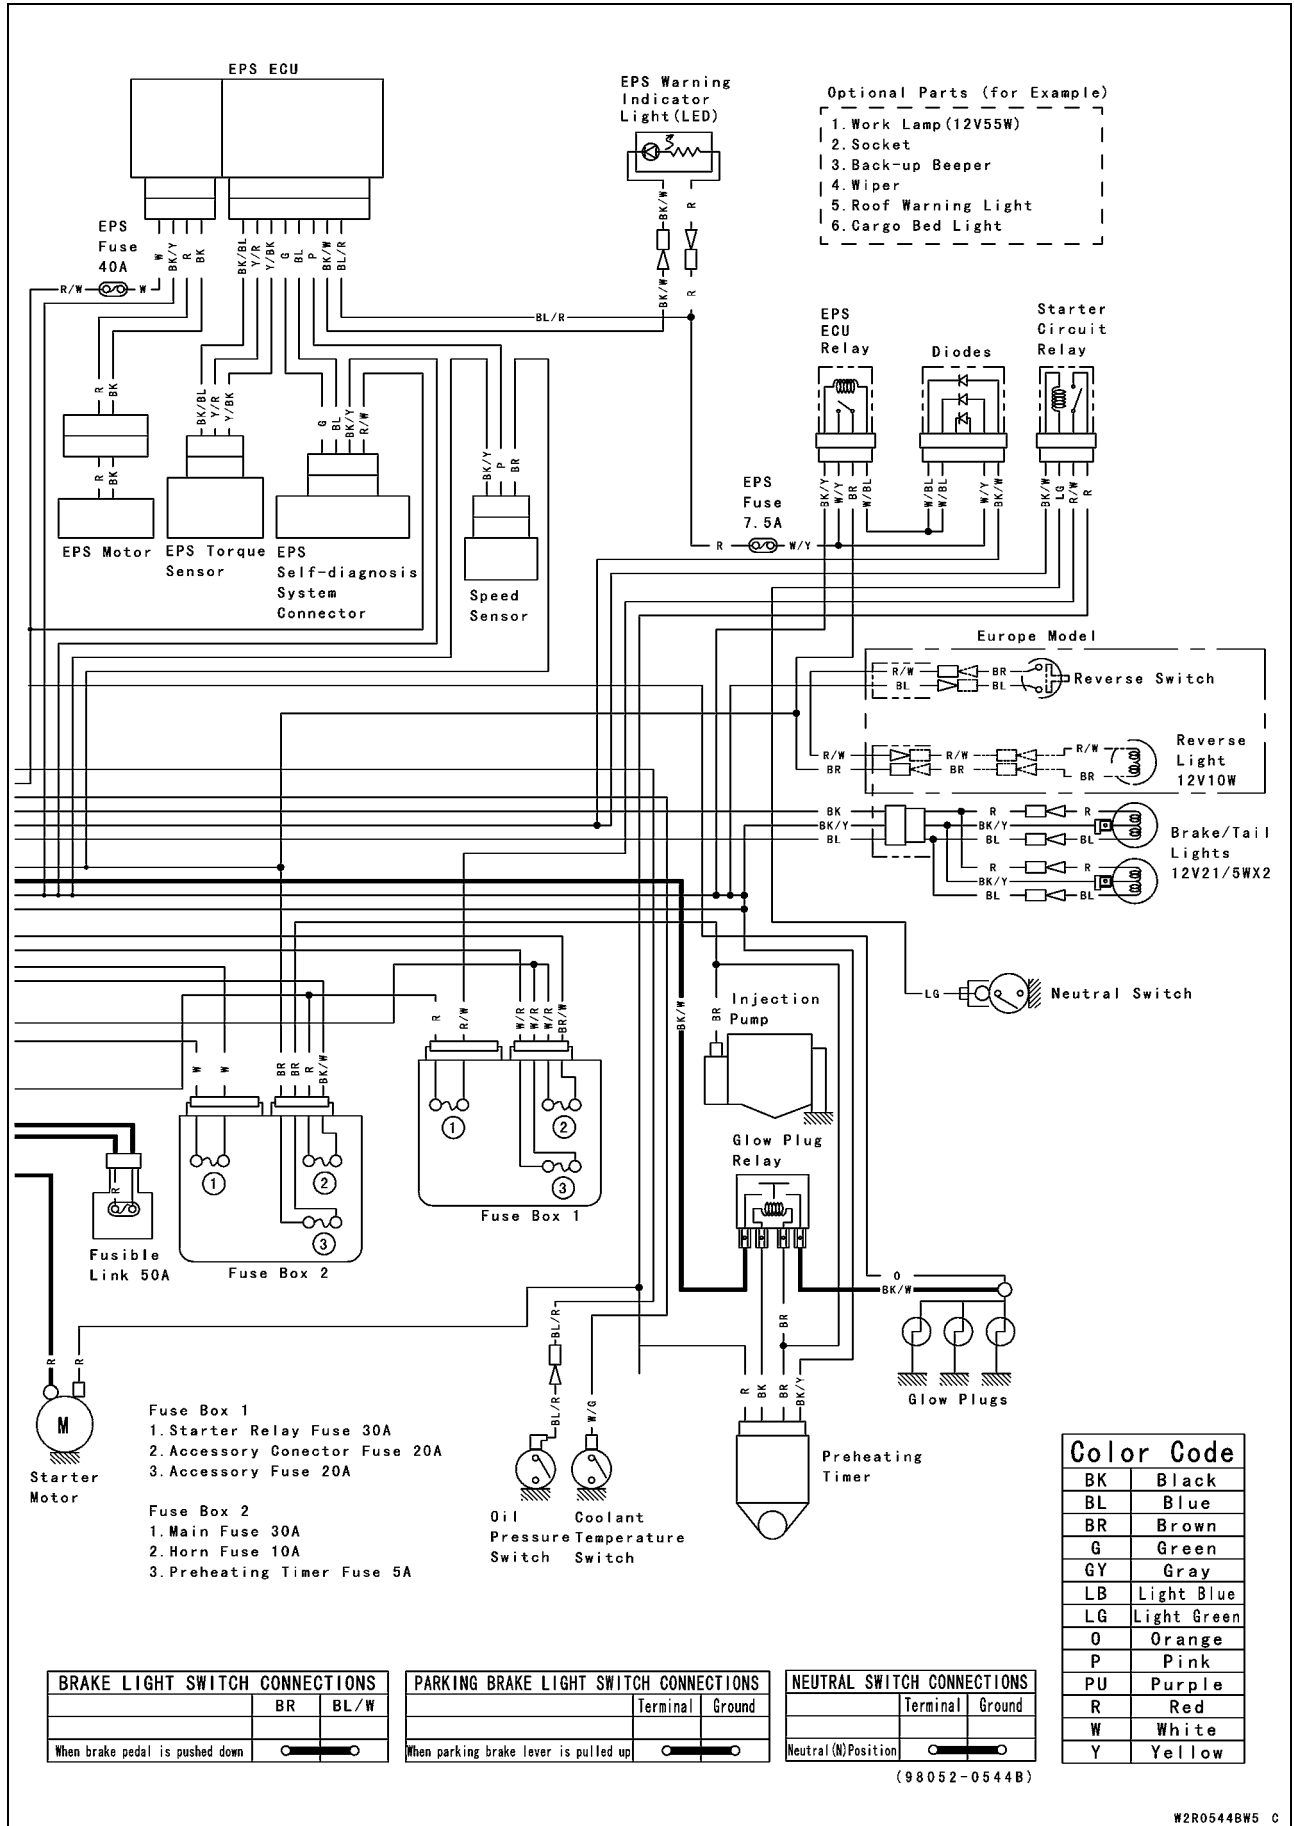 EPS ECU
EPS Warning
Indicator
Light(LED)
Optional Parts (for Example)
1.Work Lamp(12V55W)
2.Socket
3.Back-up Beeper
4.Wiper
5.Roof Warning Light
6.Cargo Bed Light
EPS
Fuse
40A
W
BK/Y
R
BK
BK/BL
Y/R
Y/BK
G
BL
P
BK/W
BL/R
BK/W
R
BK/W
R
R/W
W
BL/R
EPS
ECU
Relay
Diodes
Starter
Circuit
Relay
R
BK
BK/BL
Y/R
Y/BK
G
BL
BK/Y
R/W
BK/Y
P
BR
R
BK
EPS
Fuse
7.5A
BK/Y
W/Y
BR
W/BL
W/BL
W/BL
W/Y
BK/W
BK/W
LG
R/W
R
R
W/Y
EPS Motor
EPS Torque
Sensor
EPS
Self-diagnosis
System
Connector
Speed
Sensor
Europe Model
R/W
BR
BL
BL
Reverse Switch
R/W
R/W
R/W
BR
BR
BR
Reverse
Light
12V10W
BK
R
R
BK/Y
BK/Y
BL
BL
BL
R
R
BK/Y
BL
BL
Brake/Tail
Lights
12V21/5WX2
LG
Neutral Switch
W
W
BR
BR
R
BK/W
R
R/W
W/R
W/R
W/R
BR/W
BK/W
BR
Injection
Pump
1
2
3
Fuse Box 1
1
2
3
Fuse Box 2
R
Fusible
Link 50A
Glow Plug
Relay
O
BK/W
BR
Glow Plugs
R
R
M
Starter
Motor
BL/R
BL/R
W/G
R
BK
BR
BK/Y
Preheating
Timer
Oil
Pressure
Switch
Coolant
Temperature
Switch
Fuse Box 1
1.Starter Relay Fuse 30A
2.Accessory Conector Fuse 20A
3.Accessory Fuse 20A
Fuse Box 2
1.Main Fuse 30A
2.Horn Fuse 10A
3.Preheating Timer Fuse 5A
Color Code
BK Black
BL Blue
BR Brown
G Green
GY Gray
LB Light Blue
LG Light Green
O Orange
P Pink
PU Purple
R Red
W White
Y Yellow
BRAKE LIGHT SWITCH CONNECTIONS
BR BL/W
When brake pedal is pushed down
PARKING BRAKE LIGHT SWITCH CONNECTIONS
Terminal Ground
When parking brake lever is pulled up
NEUTRAL SWITCH CONNECTIONS
Terminal Ground
Neutral(N)Position
(98052-0544B)
W2R0544BW5 C